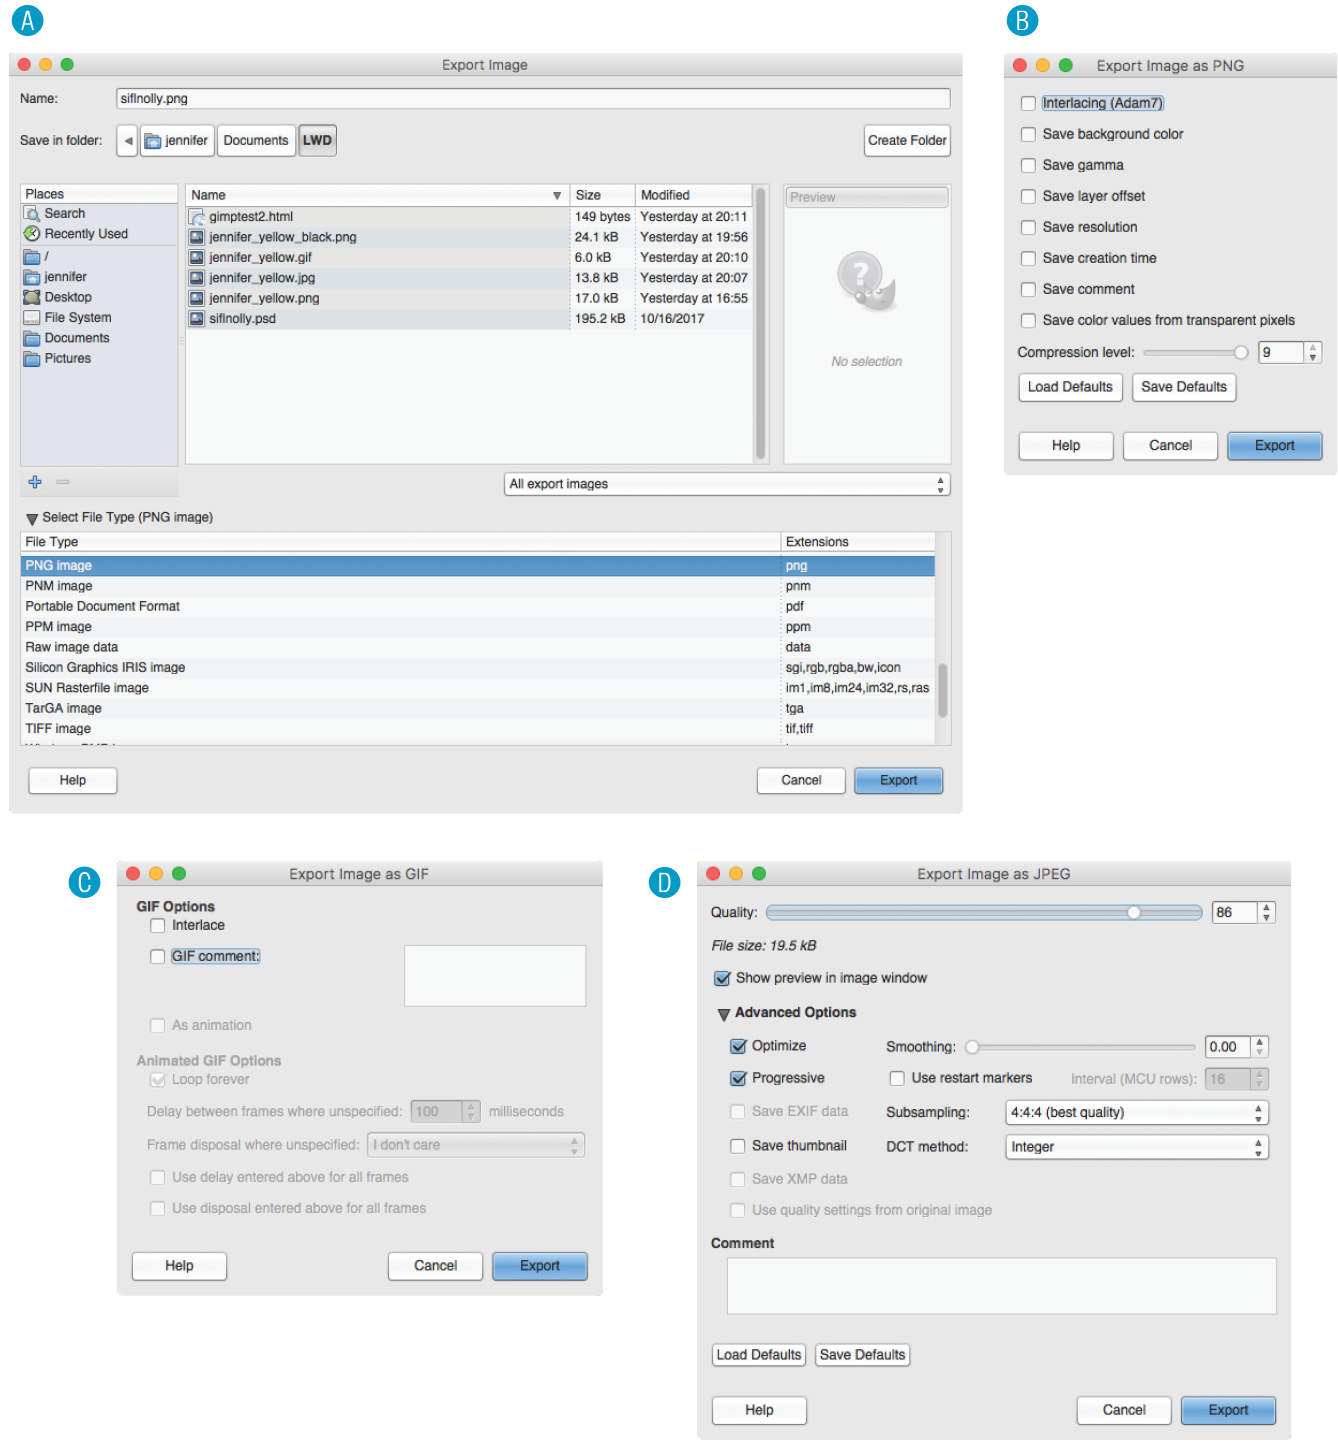 A
Export Image
Name: siflnolly.png
Save in folder: jennifer Documents LWD Create Folder
Places
Search
Recently Used
/
jennifer
Desktop
File System
Documents
Pictures
Name Size Modified
gimptest2.html 149 bytes Yesterday at 20:11
jennifer_yellow_black.png 24.1 kB Yesterday at 19:56
jennifer_yellow.gif 6.0 kB Yesterday at 20:10
jennifer_yellow.jpg 13.8 kB Yesterday at 20:07
jennifer_yellow.png 17.0 kB Yesterday at 16:55
siflnolly.psd 195.2 kB 10/16/2017
Preview
No selection
All export images
Select File Type (PNG image)
File Type Extensions
PNG image png
PNM image pnm
Portable Document Format pdf
PPM image ppm
Raw image data data
Silicon Graphics IRIS image sgi,rgb,rgba,bw,icon
SUN Rasterfile image im1,im8,im24,im32,rs,ras
TarGA image tga
TIFF image tif,tiff
Help Cancel Export
B
Export Image as PNG
Interlacing (Adam7)
Save background color
Save gamma
Save layer offset
Save resolution
Save creation time
Save comment
Save color values from transparent pixels
Compression level: 9
Load Defaults Save Defaults
Help Cancel Export
C
Export Image as GIF
GIF Options
Interlace
GIF comment:
As animation
Animated GIF Options
Loop forever
Delay between frames where unspecified: 100 milliseconds
Frame disposal where unspecified: I don't care
Use delay entered above for all frames
Use disposal entered above for all frames
Help Cancel Export
D
Export Image as JPEG
Quality: 86
File size: 19.5 kB
Show preview in image window
Advanced Options
Optimize Smoothing: 0.00
Progressive Use restart markers Interval (MCU rows): 16
Save EXIF data Subsampling: 4:4:4 (best quality)
Save thumbnail DCT method: Integer
Save XMP data
Use quality settings from original image
Comment
Load Defaults Save Defaults
Help Cancel Export